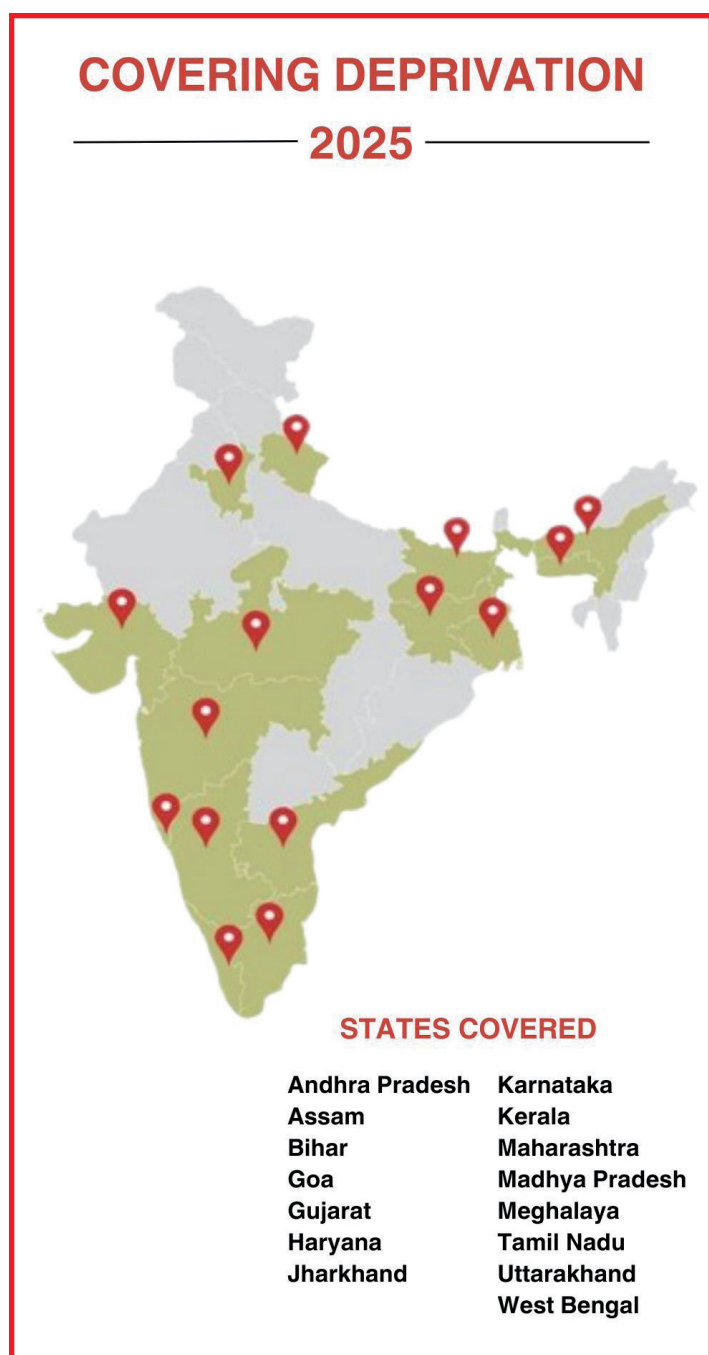 COVERING DEPRIVATION
2025
STATES COVERED
Andhra Pradesh
Assam
Bihar
Goa
Gujarat
Haryana
Jharkhand
Karnataka
Kerala
Maharashtra
Madhya Pradesh
Meghalaya
Tamil Nadu
Uttarakhand
West Bengal